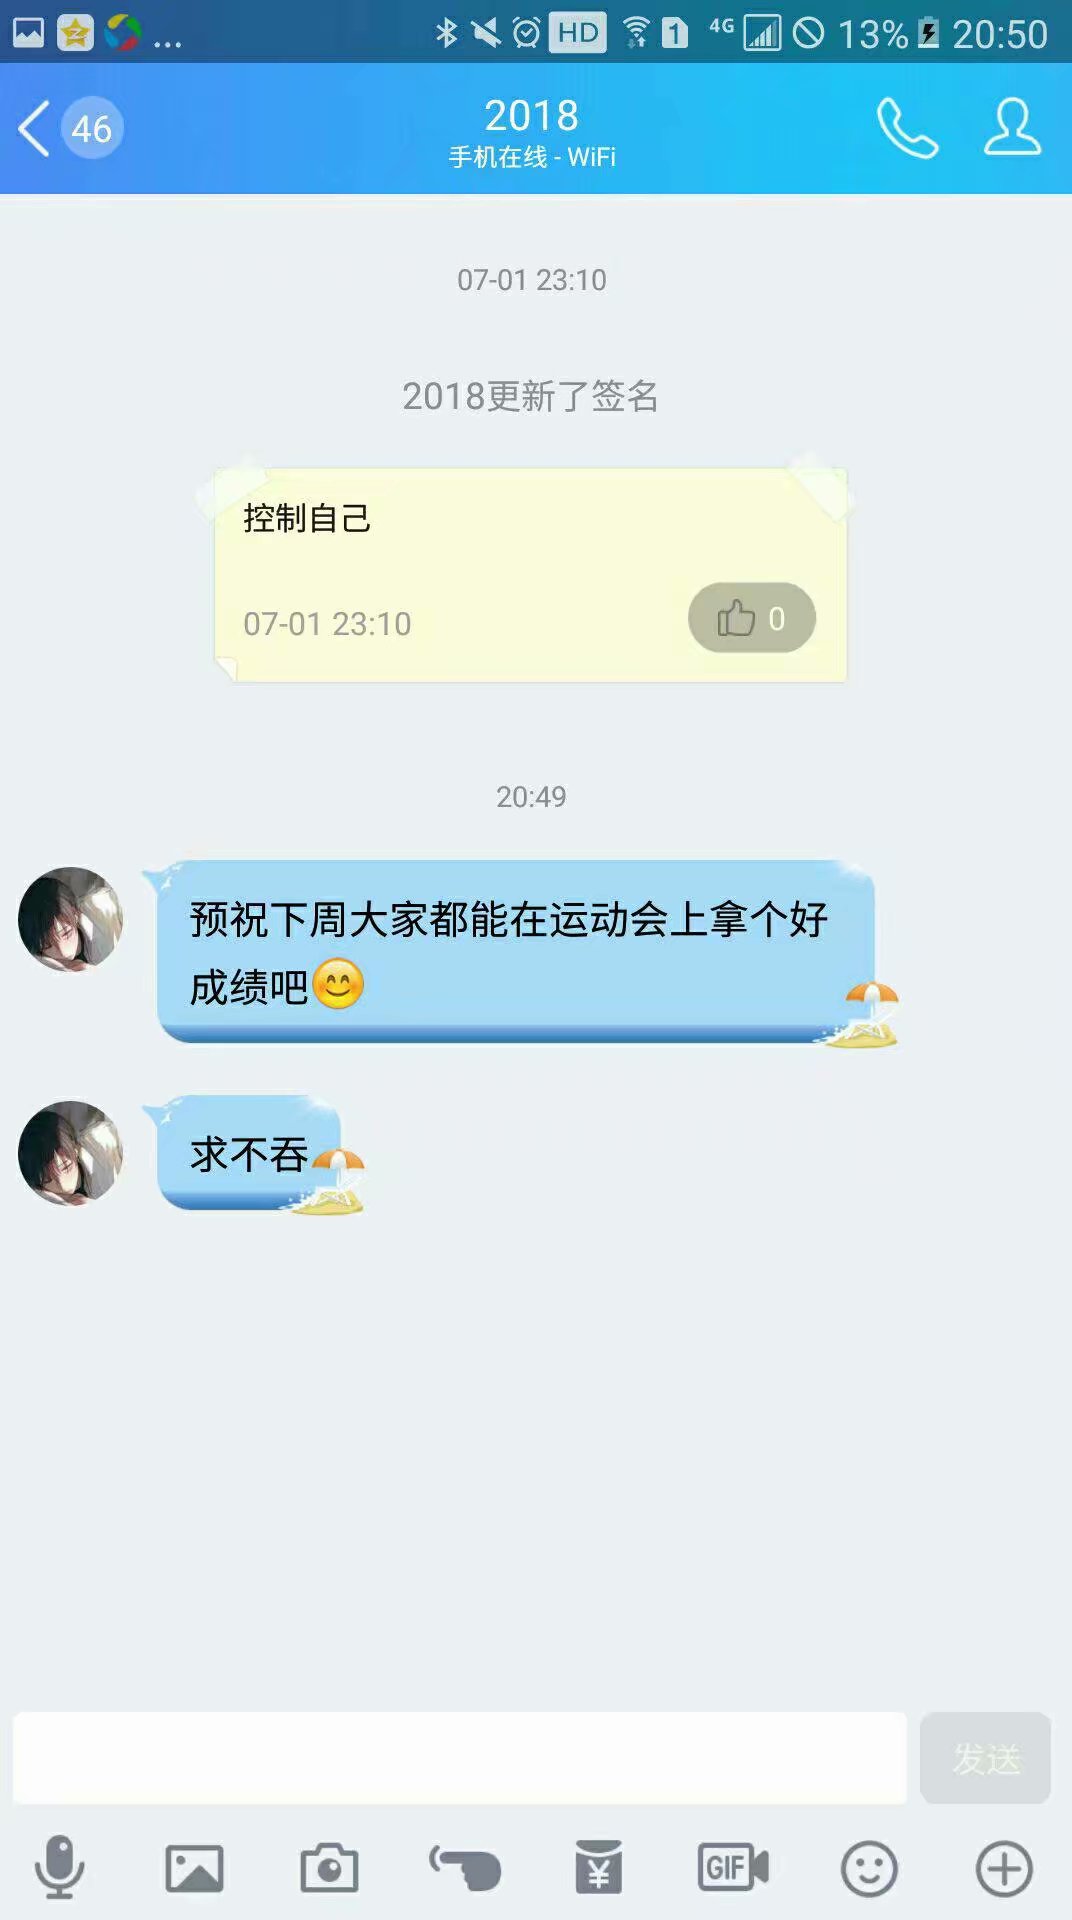 ... HD 1 4G 13% 20:50
46
2018
手机在线 - WiFi
07-01 23:10
2018更新了签名
控制自己
07-01 23:10
0
20:49
预祝下周大家都能在运动会上拿个好
成绩吧😊
求不吞
发送
¥
GIF